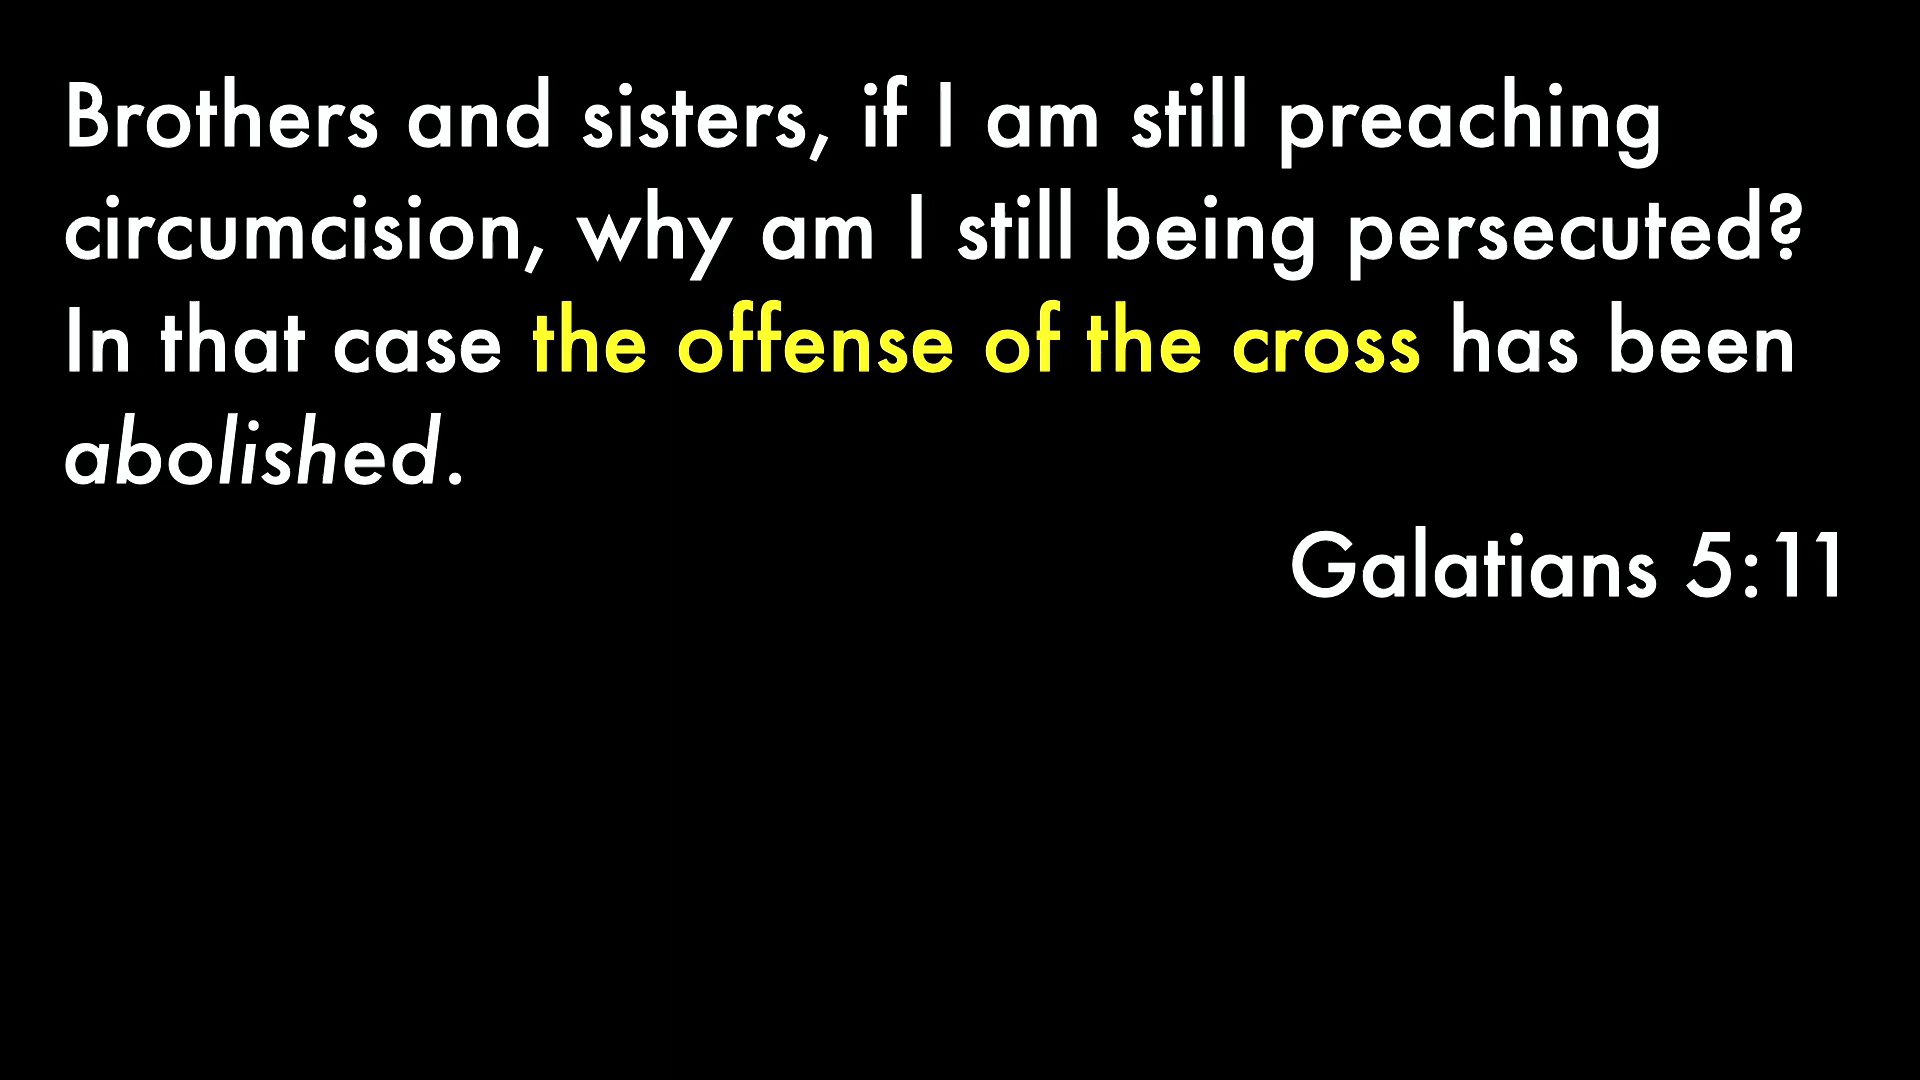 Brothers and sisters, if I am still preaching
circumcision, why am I still being persecuted?
In that case the offense of the cross has been
abolished.
Galatians 5:11